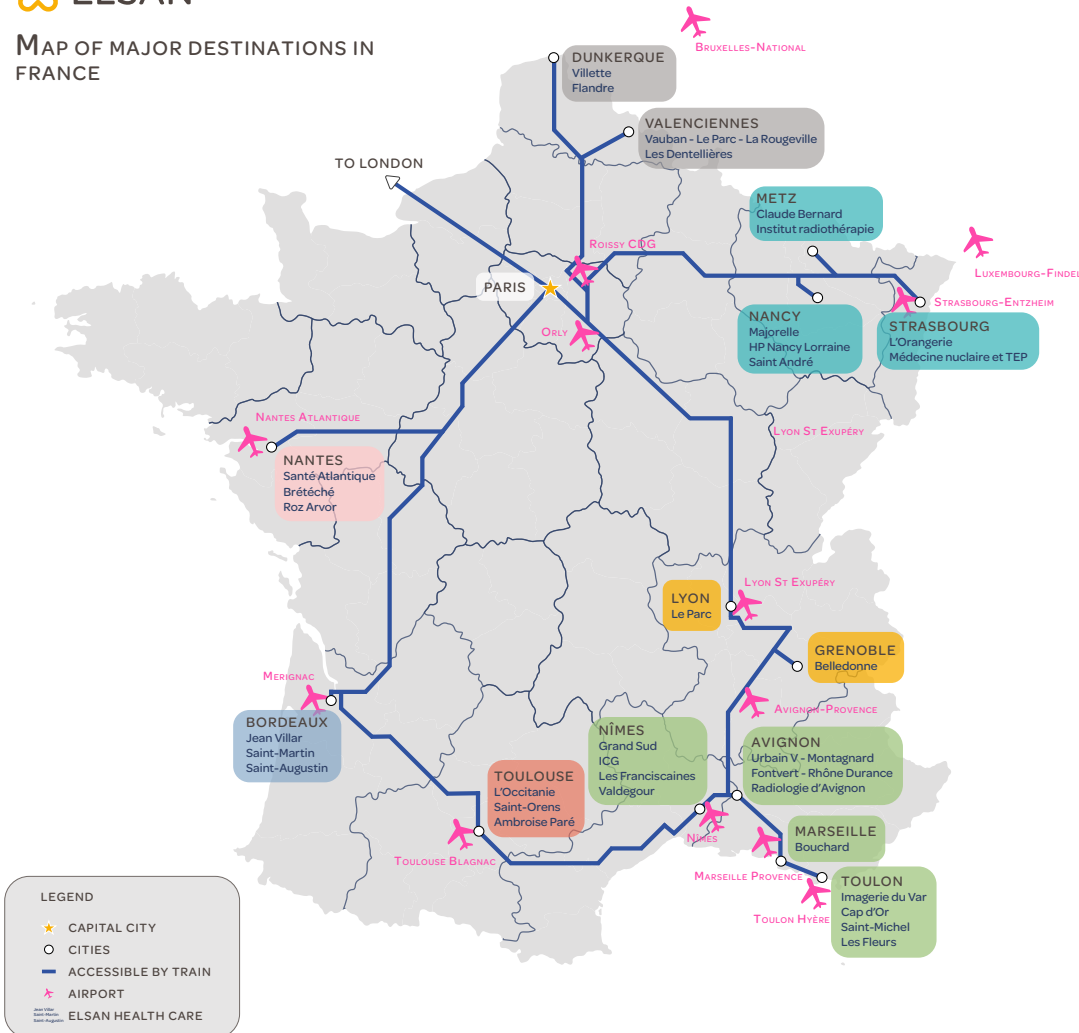 ELSAN
MAP OF MAJOR DESTINATIONS IN
FRANCE
BRUXELLES-NATIONAL
DUNKERQUE
Villette
Flandre
VALENCIENNES
Vauban - Le Parc - La Rougeville
Les Dentellières
TO LONDON
METZ
Claude Bernard
Institut radiothérapie
ROISSY CDG
LUXEMBOURG-FINDEL
PARIS
STRASBOURG-ENTZHEIM
ORLY
NANCY
Majorelle
HP Nancy Lorraine
Saint André
STRASBOURG
L'Orangerie
Médecine nuclaire et TEP
NANTES ATLANTIQUE
LYON ST EXUPÉRY
NANTES
Santé Atlantique
Brétéché
Roz Arvor
LYON ST EXUPÉRY
LYON
Le Parc
GRENOBLE
Belledonne
MERIGNAC
AVIGNON-PROVENCE
BORDEAUX
Jean Villar
Saint-Martin
Saint-Augustin
NÎMES
Grand Sud
ICG
Les Franciscaines
Valdegour
AVIGNON
Urbain V - Montagnard
Fontvert - Rhône Durance
Radiologie d'Avignon
TOULOUSE
L'Occitanie
Saint-Orens
Ambroise Paré
NÎMES
MARSEILLE
Bouchard
TOULOUSE BLAGNAC
MARSEILLE PROVENCE
TOULON HYÈRE
TOULON
Imagerie du Var
Cap d'Or
Saint-Michel
Les Fleurs
LEGEND
CAPITAL CITY
CITIES
ACCESSIBLE BY TRAIN
AIRPORT
Jean Villar
Saint-Martin
Saint-Augustin
ELSAN HEALTH CARE